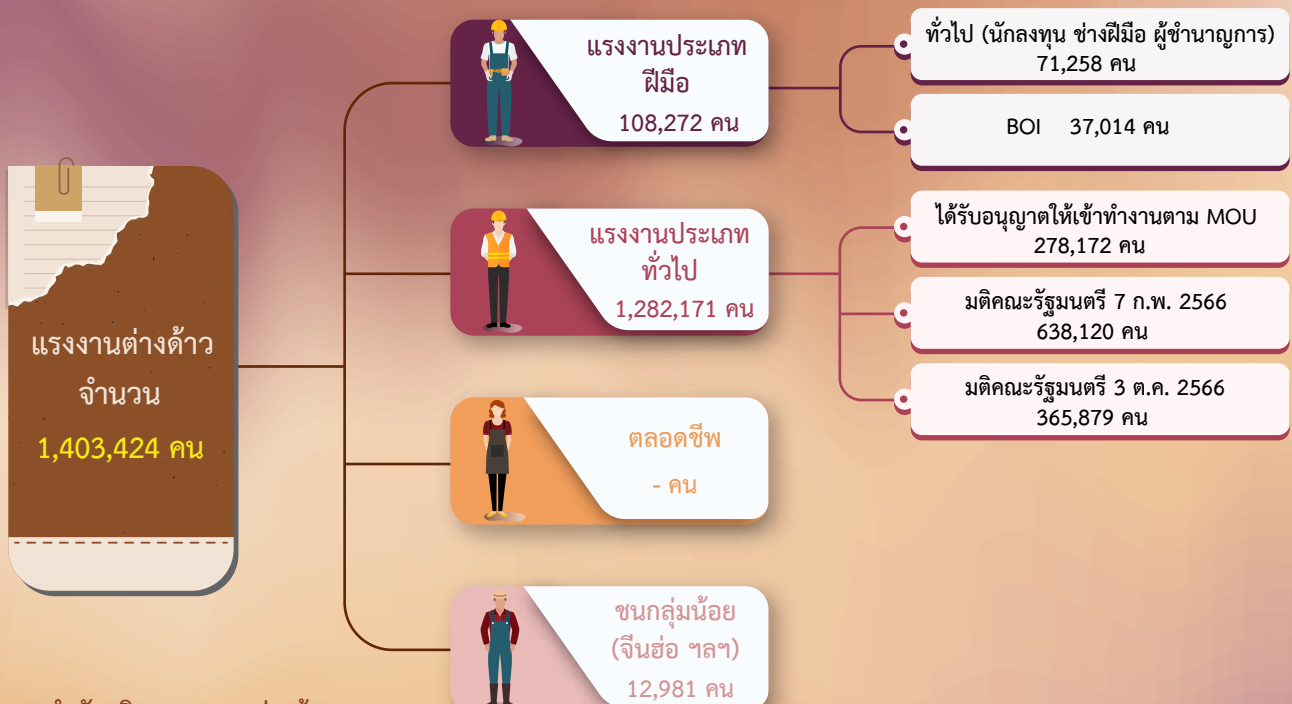 แรงงานต่างด้าว
จำนวน
1,403,424 คน
แรงงานประเภท
ฝีมือ
108,272 คน
ทั่วไป (นักลงทุน ช่างฝีมือ ผู้ชำนาญการ)
71,258 คน
BOI 37,014 คน
แรงงานประเภท
ทั่วไป
1,282,171 คน
ได้รับอนุญาตให้เข้าทำงานตาม MOU
278,172 คน
มติคณะรัฐมนตรี 7 ก.พ. 2566
638,120 คน
มติคณะรัฐมนตรี 3 ต.ค. 2566
365,879 คน
ตลอดชีพ
- คน
ชนกลุ่มน้อย
(จีนฮ่อ ฯลฯ)
12,981 คน